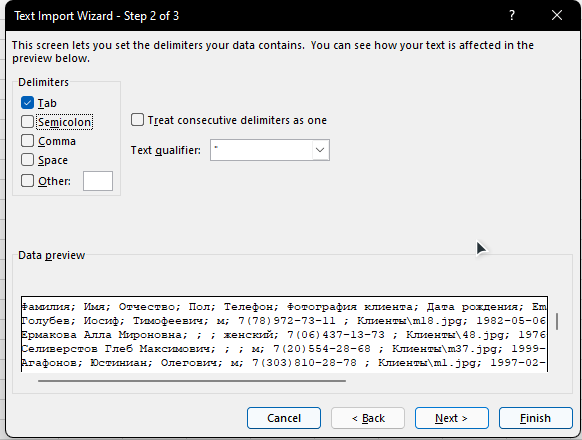 Text Import Wizard - Step 2 of 3
This screen lets you set the delimiters your data contains. You can see how your text is affected in the
preview below.
Delimiters
Tab
Semicolon
Comma
Space
Other:
Treat consecutive delimiters as one
Text qualifier: "
Data preview
Фамилия; Имя; Отчество; Пол; Телефон; Фотография клиента; Дата рождения; Em
Голубев; Иосиф; Тимофеевич; м; 7(78)972-73-11 ; Клиенты\m18.jpg; 1982-05-06
Ермакова Алла Мироновна; ; ; женский; 7(06)437-13-73 ; Клиенты\48.jpg; 1976
Селиверстов Глеб Максимович; ; ; м; 7(20)554-28-68 ; Клиенты\m37.jpg; 1999-
Агафонов; Юстиниан; Олегович; м; 7(303)810-28-78 ; Клиенты\m1.jpg; 1997-02-
Cancel
< Back
Next >
Finish